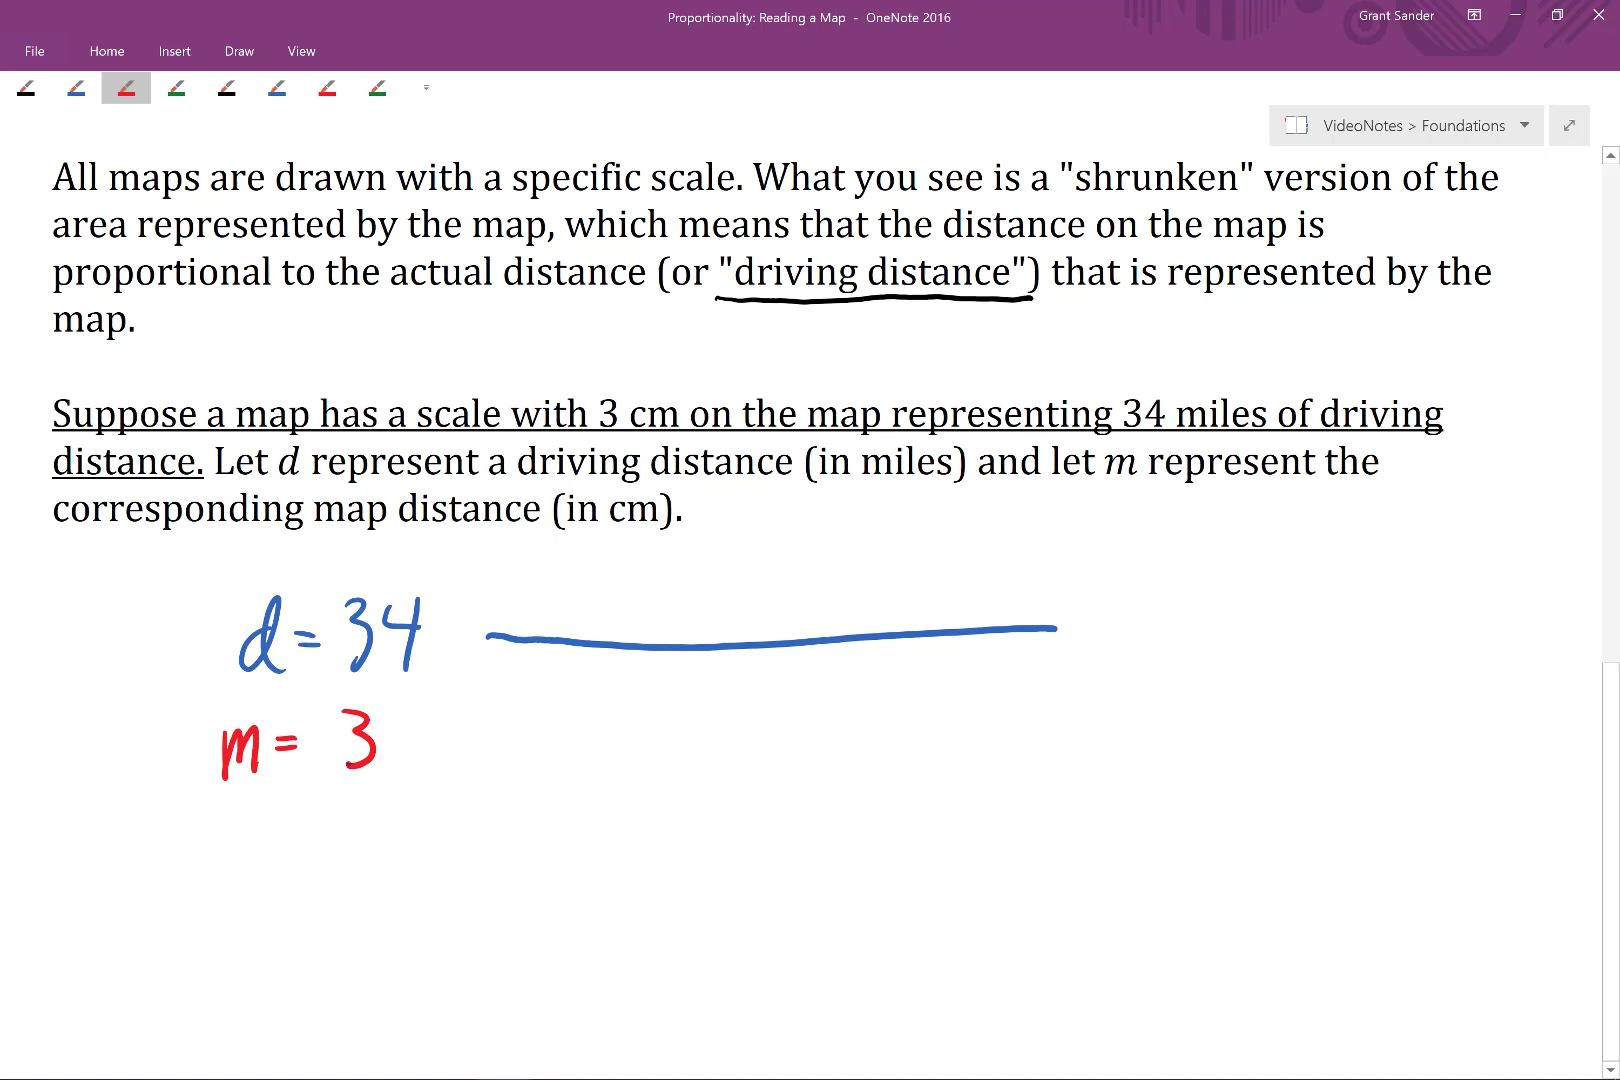 Proportionality: Reading a Map - OneNote 2016
Grant Sander
File Home Insert Draw View
VideoNotes > Foundations
All maps are drawn with a specific scale. What you see is a "shrunken" version of the
area represented by the map, which means that the distance on the map is
proportional to the actual distance (or "driving distance") that is represented by the
map.
Suppose a map has a scale with 3 cm on the map representing 34 miles of driving
distance. Let d represent a driving distance (in miles) and let m represent the
corresponding map distance (in cm).
d = 34
m = 3